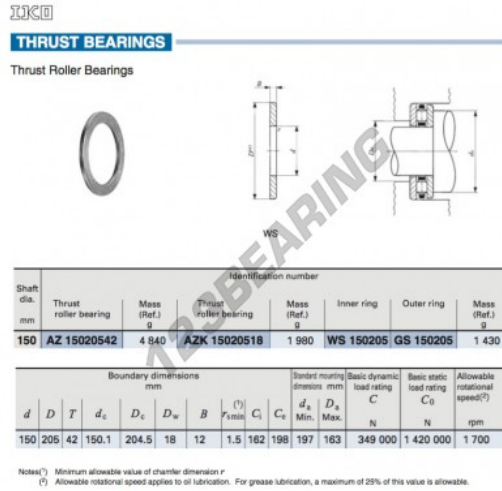 IKO
THRUST BEARINGS
Thrust Roller Bearings
B
r
D
d
WS
Da
da
123BEARING
Identification number
Shaft dia. mm
Thrust roller bearing
Mass (Ref.) g
Thrust roller bearing
Mass (Ref.) g
Inner ring
Outer ring
Mass (Ref.) g
150 AZ 15020542 4 840 AZK 15020518 1 980 WS 150205 GS 150205 1 430
Boundary dimensions mm
Standard mounting dimensions mm
Basic dynamic load rating C N
Basic static load rating C0 N
Allowable rotational speed(2) rpm
d D T dc Dc Dw B rs min(1) Ci Ce da Min. Da Max.
150 205 42 150.1 204.5 18 12 1.5 162 198 197 163 349 000 1 420 000 1 700
Notes(1) Minimum allowable value of chamfer dimension r
(2) Allowable rotational speed applies to oil lubrication. For grease lubrication, a maximum of 25% of this value is allowable.